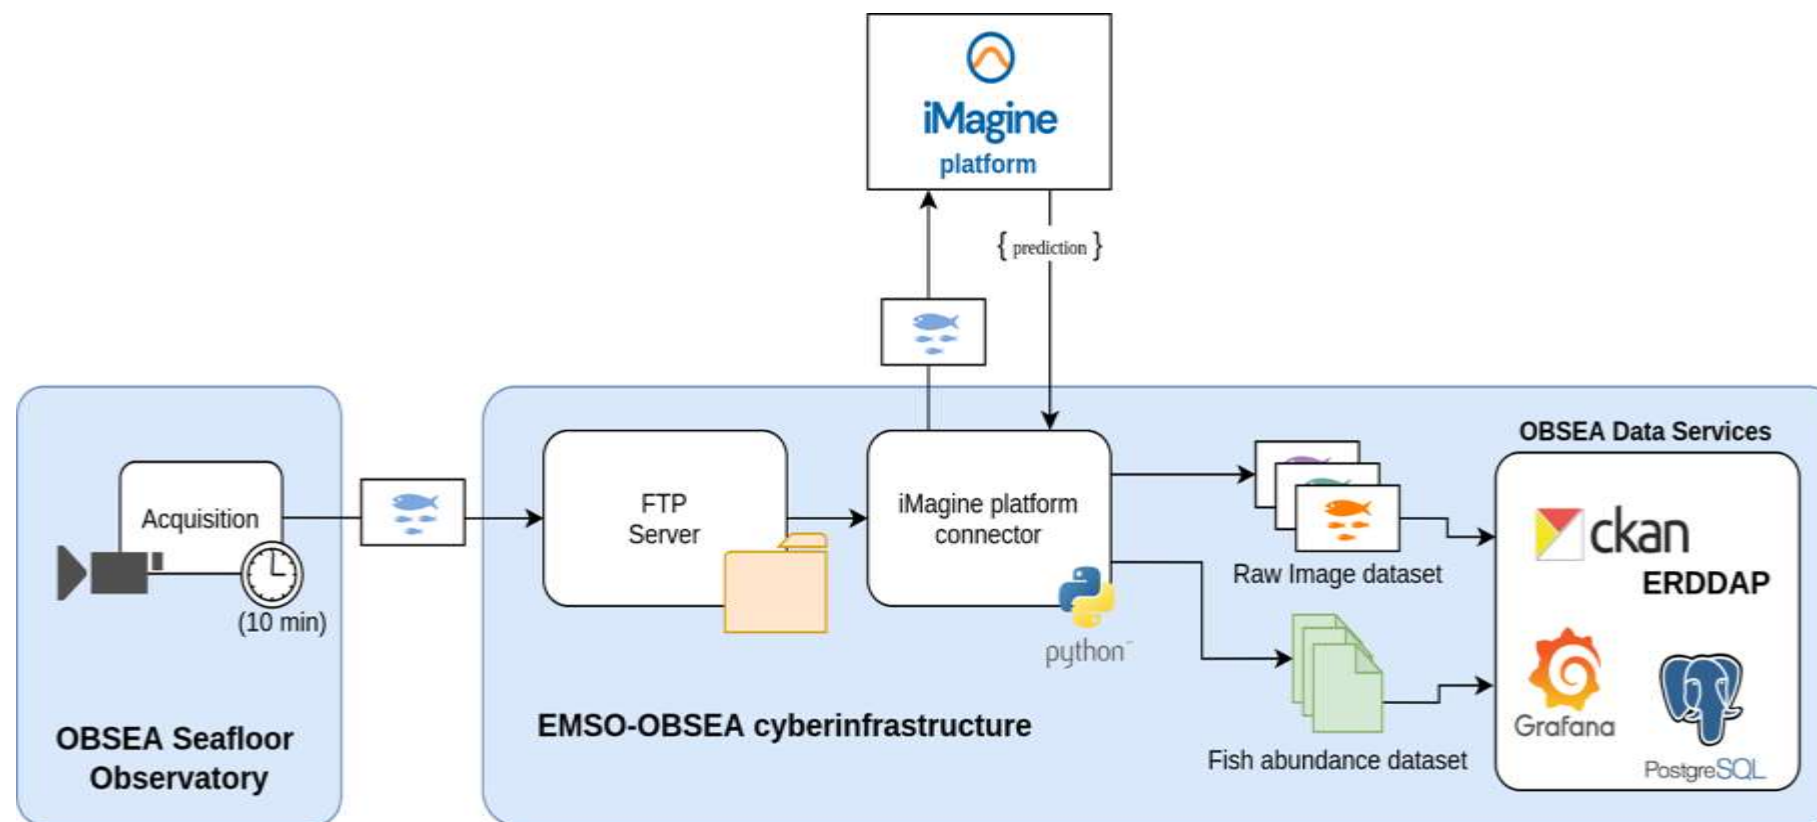 iMagine
platform
{ prediction }
OBSEA Data Services
Acquisition
(10 min)
FTP
Server
iMagine platform
connector
python™
Raw Image dataset
ckan
ERDDAP
Grafana
PostgreSQL
Fish abundance dataset
OBSEA Seafloor
Observatory
EMSO-OBSEA cyberinfrastructure